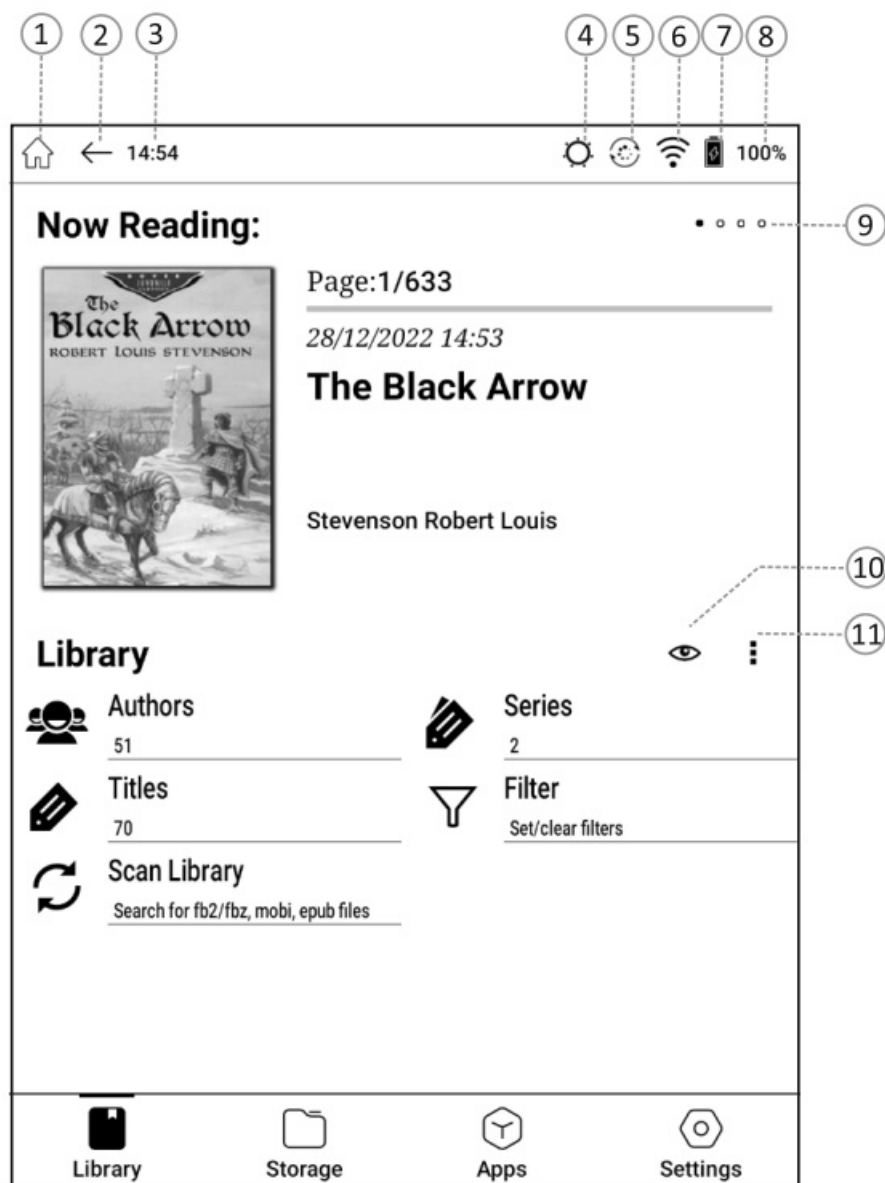 1 2 3 4 5 6 7 8
14:54 100%
Now Reading:
9
The
Black Arrow
ROBERT LOUIS STEVENSON
Page:1/633
28/12/2022 14:53
The Black Arrow
Stevenson Robert Louis
10
11
Library
Authors
51
Series
2
Titles
70
Filter
Set/clear filters
Scan Library
Search for fb2/fbz, mobi, epub files
Library Storage Apps Settings